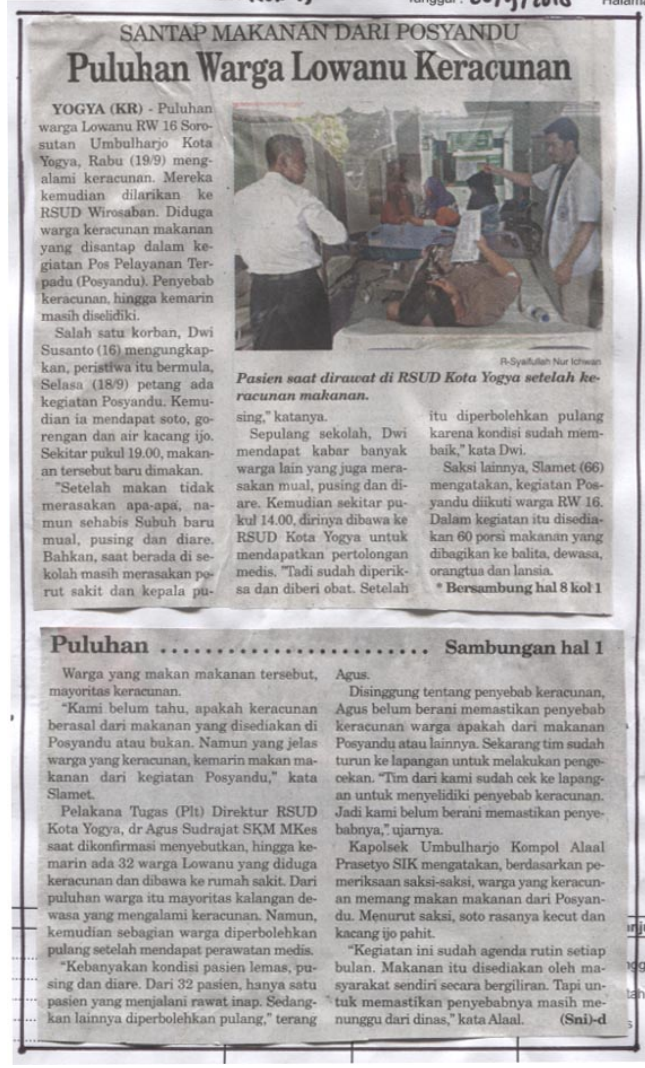 SANTAP MAKANAN DARI POSYANDU
Puluhan Warga Lowanu Keracunan
YOGYA (KR) - Puluhan
warga Lowanu RW 16 Soro-
sutan Umbulharjo Kota
Yogya, Rabu (19/9) meng-
alami keracunan. Mereka
kemudian dilarikan ke
RSUD Wirosaban. Diduga
warga keracunan makanan
yang disantap dalam ke-
giatan Pos Pelayanan Ter-
padu (Posyandu). Penyebab
keracunan, hingga kemarin
masih diselidiki.
Salah satu korban, Dwi
Susanto (16) mengungkap-
kan, peristiwa itu bermula,
Selasa (18/9) petang ada
kegiatan Posyandu. Kemu-
dian ia mendapat soto, go-
rengan dan air kacang ijo.
Sekitar pukul 19.00, makan-
an tersebut baru dimakan.
"Setelah makan tidak
merasakan apa-apa, na-
mun sehabis Subuh baru
mual, pusing dan diare.
Bahkan, saat berada di se-
kolah masih merasakan pe-
rut sakit dan kepala pu-
R-Syaifullah Nur Ichwan
Pasien saat dirawat di RSUD Kota Yogya setelah ke-
racunan makanan.
sing," katanya.
Sepulang sekolah, Dwi
mendapat kabar banyak
warga lain yang juga mera-
sakan mual, pusing dan di-
are. Kemudian sekitar pu-
kul 14.00, dirinya dibawa ke
RSUD Kota Yogya untuk
mendapatkan pertolongan
medis. "Tadi sudah diperik-
sa dan diberi obat. Setelah
itu diperbolehkan pulang
karena kondisi sudah mem-
baik," kata Dwi.
Saksi lainnya, Slamet (66)
mengatakan, kegiatan Pos-
yandu diikuti warga RW 16.
Dalam kegiatan itu disedia-
kan 60 porsi makanan yang
dibagikan ke balita, dewasa,
orangtua dan lansia.
* Bersambung hal 8 kol 1
Puluhan ........................ Sambungan hal 1
Warga yang makan makanan tersebut,
mayoritas keracunan.
"Kami belum tahu, apakah keracunan
berasal dari makanan yang disediakan di
Posyandu atau bukan. Namun yang jelas
warga yang keracunan, kemarin makan ma-
kanan dari kegiatan Posyandu," kata
Slamet.
Pelakana Tugas (Plt) Direktur RSUD
Kota Yogya, dr Agus Sudrajat SKM MKes
saat dikonfirmasi menyebutkan, hingga ke-
marin ada 32 warga Lowanu yang diduga
keracunan dan dibawa ke rumah sakit. Dari
puluhan warga itu mayoritas kalangan de-
wasa yang mengalami keracunan. Namun,
kemudian sebagian warga diperbolehkan
pulang setelah mendapat perawatan medis.
"Kebanyakan kondisi pasien lemas, pu-
sing dan diare. Dari 32 pasien, hanya satu
pasien yang menjalani rawat inap. Sedang-
kan lainnya diperbolehkan pulang," terang
Agus.
Disinggung tentang penyebab keracunan,
Agus belum berani memastikan penyebab
keracunan warga apakah dari makanan
Posyandu atau lainnya. Sekarang tim sudah
turun ke lapangan untuk melakukan penge-
cekan. "Tim dari kami sudah cek ke lapang-
an untuk menyelidiki penyebab keracunan.
Jadi kami belum berani memastikan penye-
babnya," ujarnya.
Kapolsek Umbulharjo Kompol Alaal
Prasetyo SIK mengatakan, berdasarkan pe-
meriksaan saksi-saksi, warga yang keracun-
an memang makan makanan dari Posyan-
du. Menurut saksi, soto rasanya kecut dan
kacang ijo pahit.
"Kegiatan ini sudah agenda rutin setiap
bulan. Makanan itu disediakan oleh ma-
syarakat sendiri secara bergiliran. Tapi un-
tuk memastikan penyebabnya masih me-
nunggu dari dinas," kata Alaal. (Sni)-d